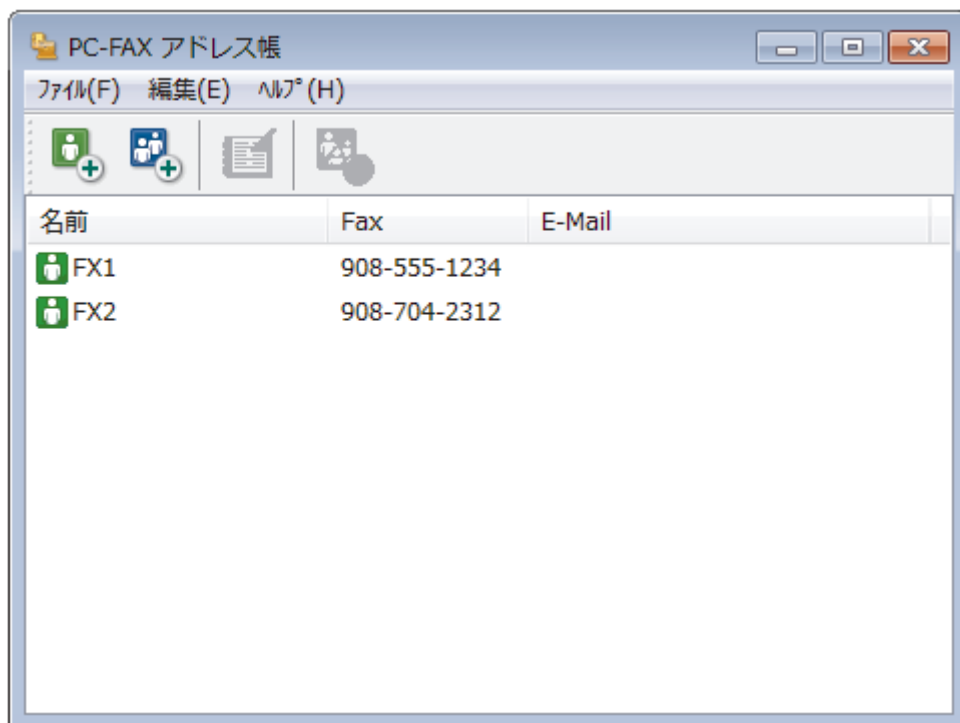 PC-FAX アドレス帳
ﾌｧｲﾙ(F) 編集(E) ﾍﾙﾌﾟ(H)
名前 Fax E-Mail
FX1 908-555-1234
FX2 908-704-2312